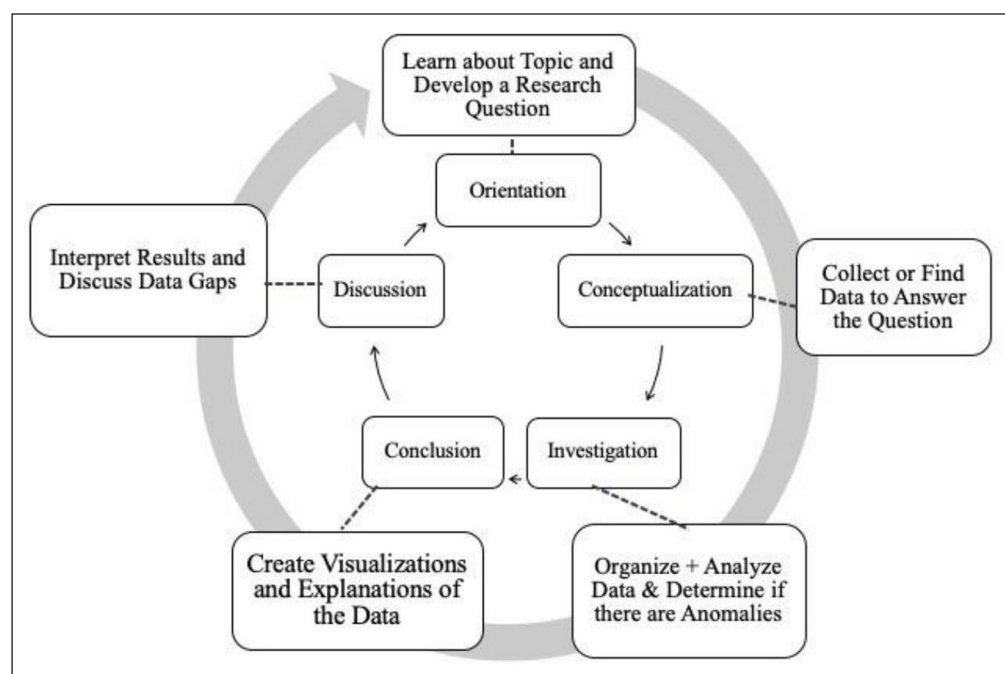 Learn about Topic and
Develop a Research
Question
Orientation
Interpret Results and
Discuss Data Gaps
Discussion
Conceptualization
Collect or Find
Data to Answer
the Question
Conclusion
Investigation
Create Visualizations
and Explanations of
the Data
Organize + Analyze
Data & Determine if
there are Anomalies